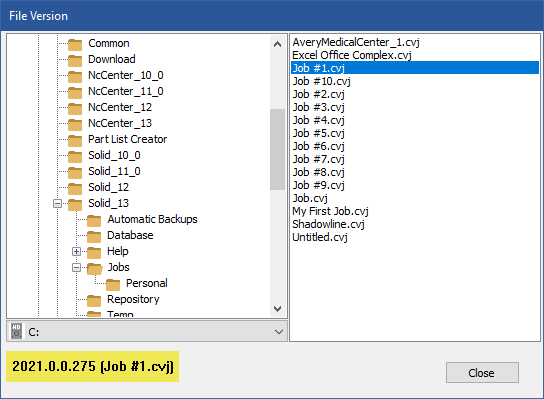 File Version
Common
Download
NcCenter_10_0
NcCenter_11_0
NcCenter_12
NcCenter_13
Part List Creator
Solid_10_0
Solid_11_0
Solid_12
Solid_13
Automatic Backups
Database
Help
Jobs
Personal
Repository
Temp
AveryMedicalCenter_1.cvj
Excel Office Complex.cvj
Job #1.cvj
Job #10.cvj
Job #2.cvj
Job #3.cvj
Job #4.cvj
Job #5.cvj
Job #6.cvj
Job #7.cvj
Job #8.cvj
Job #9.cvj
Job.cvj
My First Job.cvj
Shadowline.cvj
Untitled.cvj
HD C:
2021.0.0.275 (Job #1.cvj)
Close